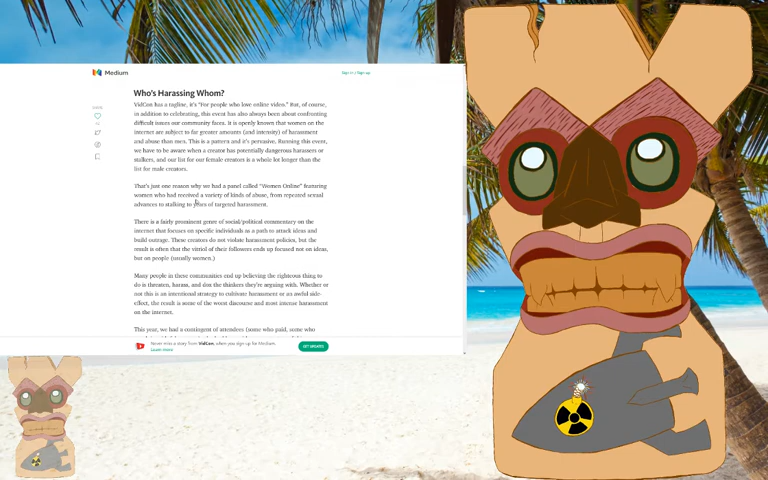 Medium
Sign in / Sign up
Who's Harassing Whom?
VidCon has a tagline, it's "For people who love online video." But, of course,
in addition to celebrating, this event has also always been about confronting
difficult issues our community faces. It is openly known that women on the
internet are subject to far greater amounts (and intensity) of harassment
and abuse than men. This is a pattern and it's pervasive. Running this event,
we have to be aware when a creator has potentially dangerous harassers or
stalkers, and our list for our female creators is a whole lot longer than the
list for male creators.
That's just one reason why we had a panel called "Women Online" featuring
women who had received a variety of kinds of abuse, from repeated sexual
advances to stalking to years of targeted harassment.
There is a fairly prominent genre of social/political commentary on the
internet that focuses on specific individuals as a path to attack ideas and
build outrage. These creators do not violate harassment policies, but the
result is often that the vitriol of their followers ends up focused not on ideas,
but on people (usually women.)
Many people in these communities end up believing the righteous thing to
do is threaten, harass, and dox the thinkers they're arguing with. Whether or
not this is an intentional strategy to cultivate harassment or an awful side-
effect, the result is some of the worst discourse and most intense harassment
on the internet.
This year, we had a contingent of attendees (some who paid, some who
Never miss a story from VidCon, when you sign up for Medium.
Learn more
GET UPDATES